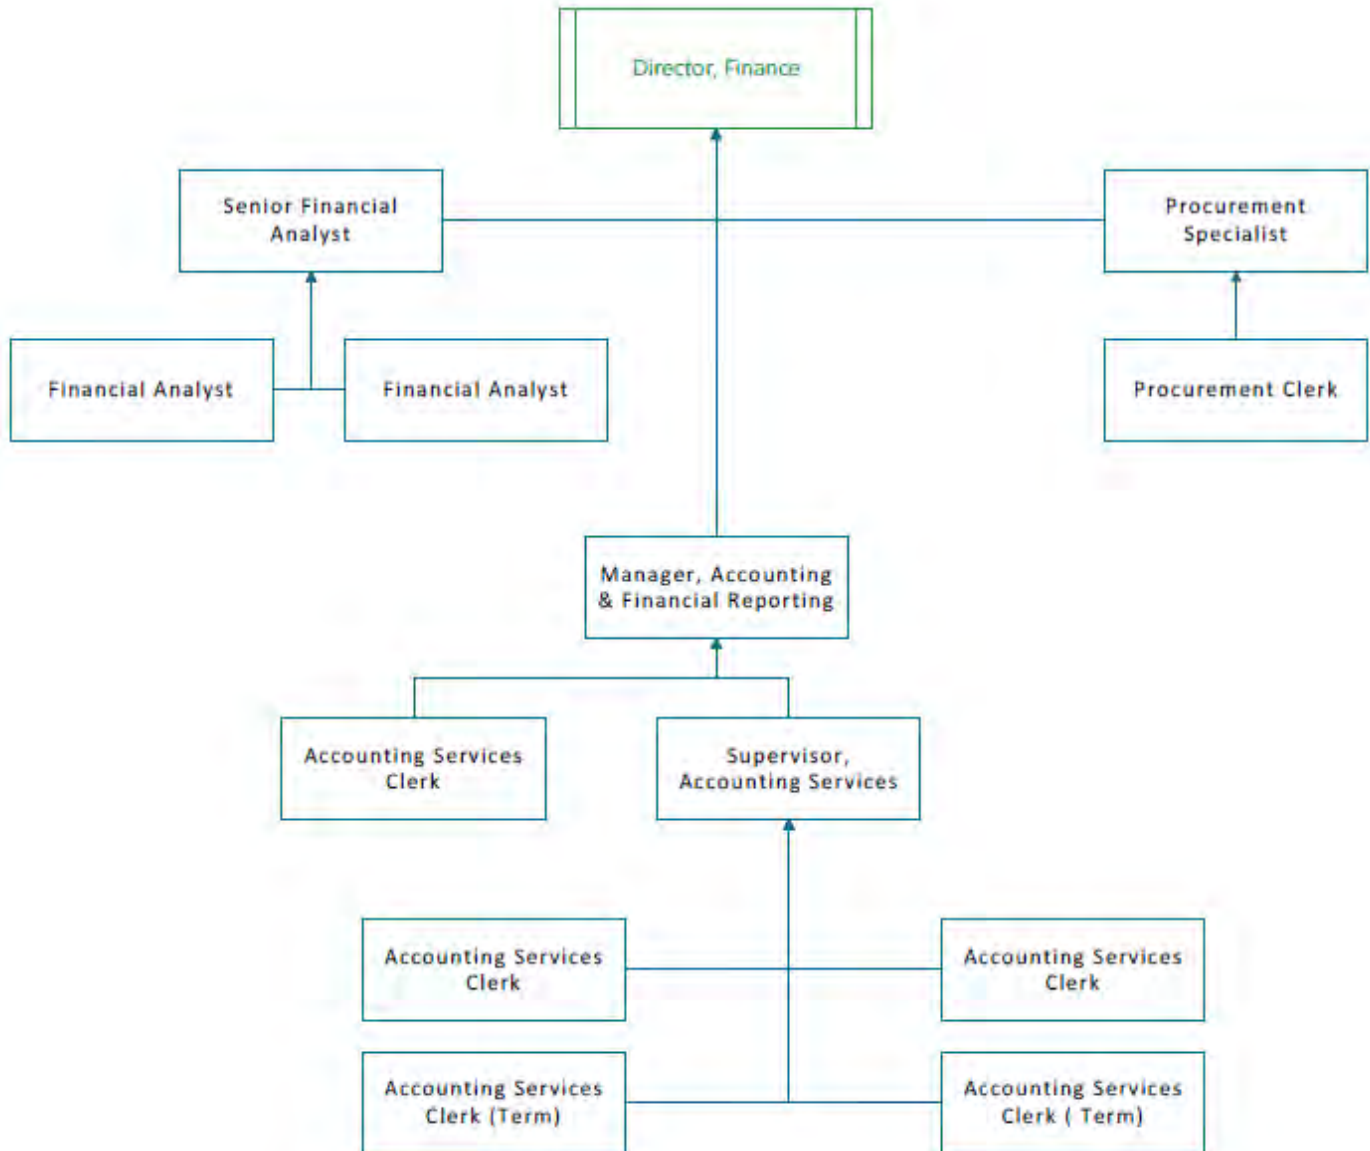 Director, Finance
Senior Financial
Analyst
Procurement
Specialist
Financial Analyst
Financial Analyst
Procurement Clerk
Manager, Accounting
& Financial Reporting
Accounting Services
Clerk
Supervisor,
Accounting Services
Accounting Services
Clerk
Accounting Services
Clerk
Accounting Services
Clerk (Term)
Accounting Services
Clerk ( Term)